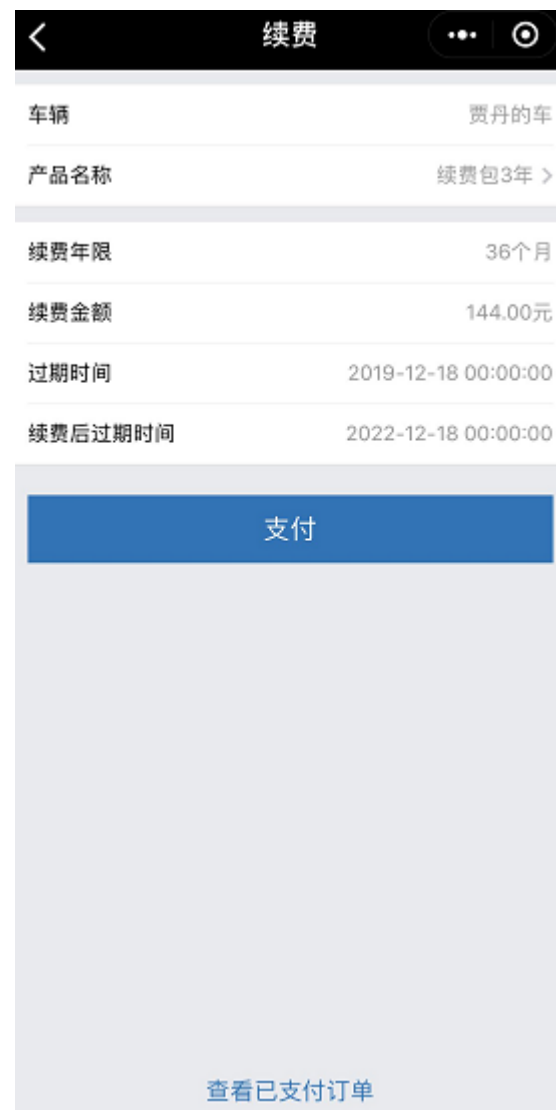 续费
车辆 贾丹的车
产品名称 续费包3年
续费年限 36个月
续费金额 144.00元
过期时间 2019-12-18 00:00:00
续费后过期时间 2022-12-18 00:00:00
支付
查看已支付订单